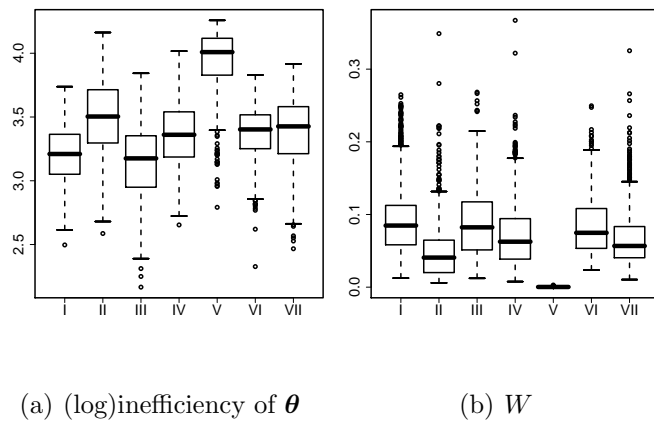 4.0
3.5
3.0
2.5
I II III IV V VI VII
0.3
0.2
0.1
0.0
I II III IV V VI VII
(a) (log)inefficiency of θ
(b) W